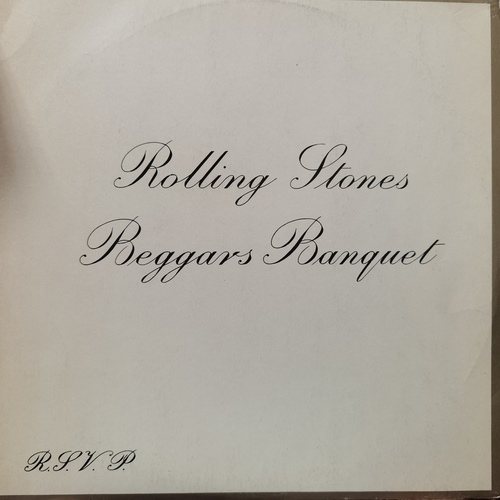 Rolling Stones
Beggars Banquet
R.S.V.P.